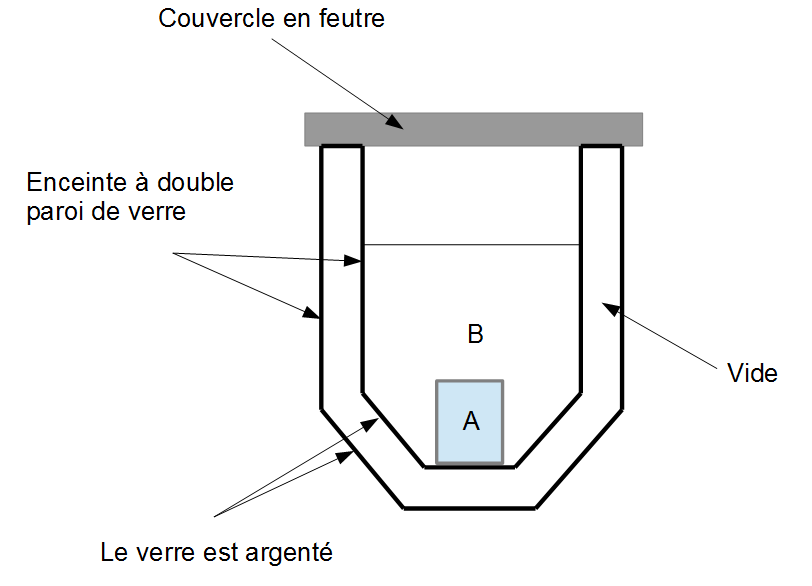 Couvercle en feutre
Enceinte à double
paroi de verre
B
Vide
A
Le verre est argenté